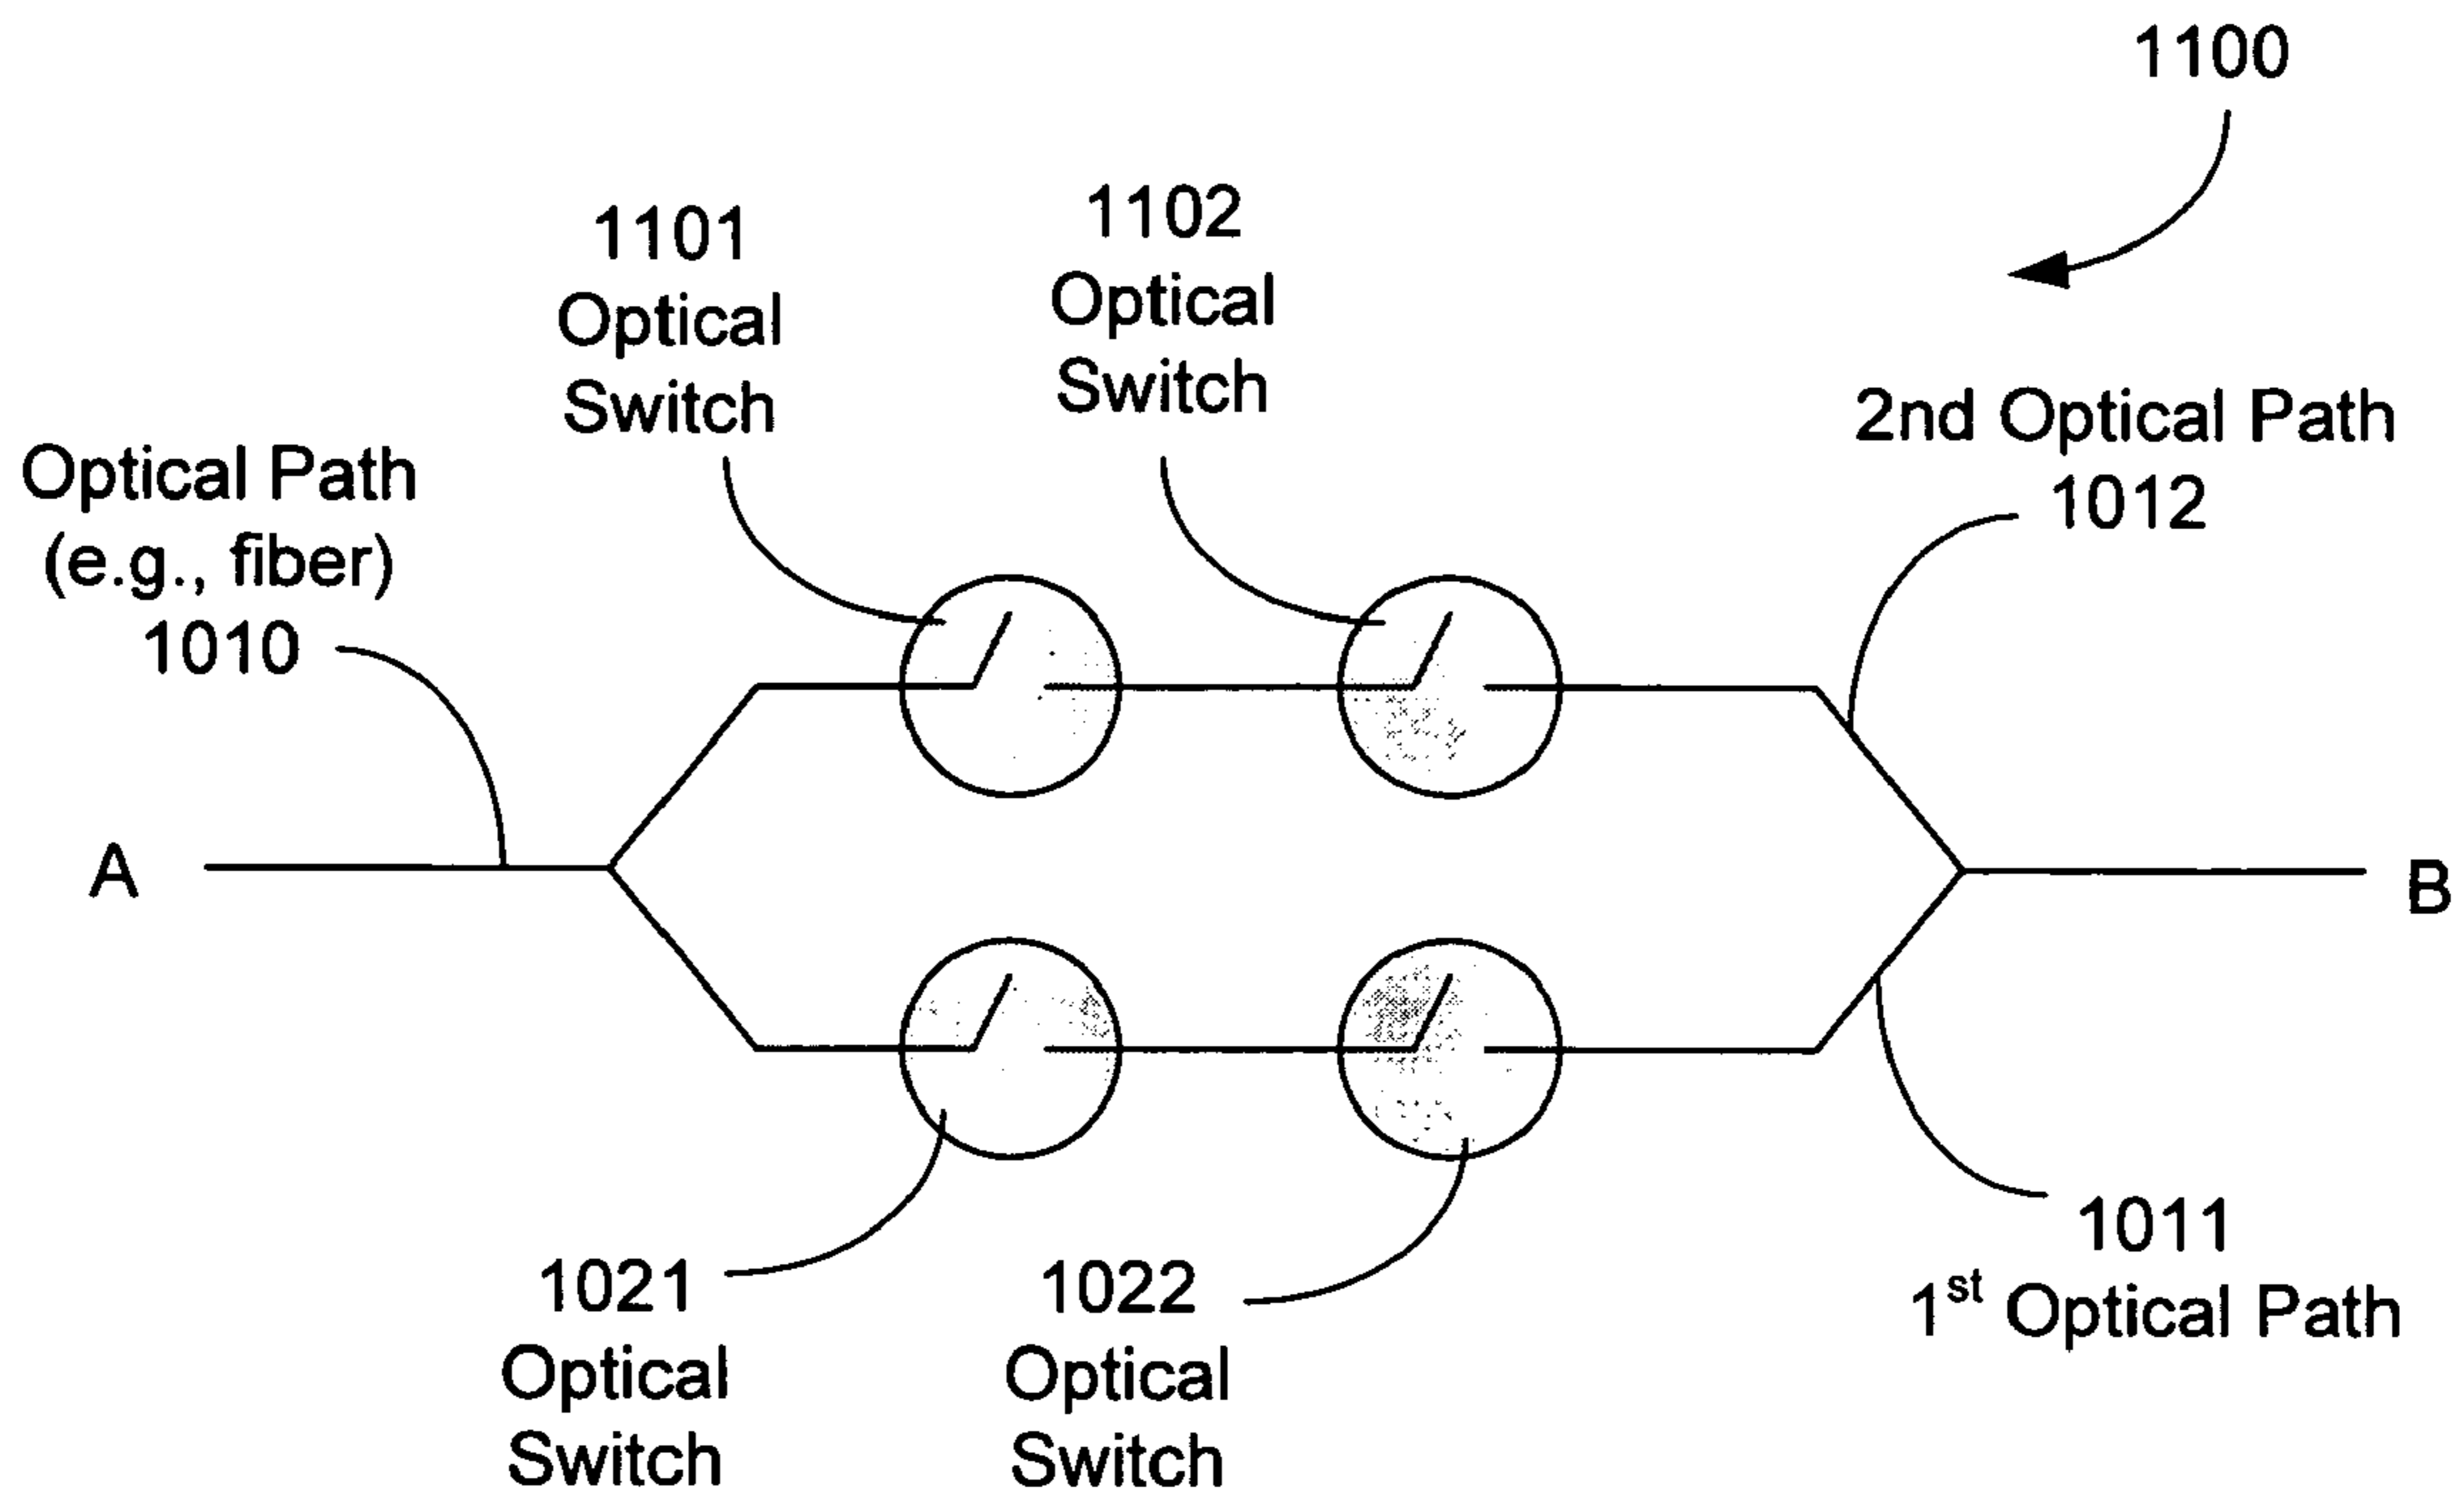 1100
1101
Optical
Switch
1102
Optical
Switch
2nd Optical Path
1012
Optical Path
(e.g., fiber)
1010
A
B
1021
Optical
Switch
1022
Optical
Switch
1011
1st Optical Path